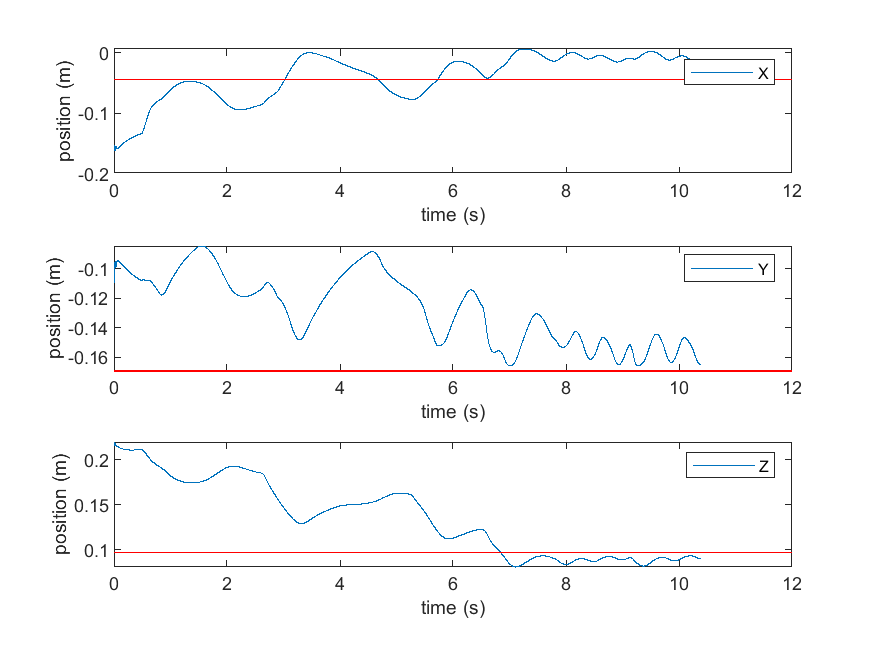 0
-0.1
-0.2
position (m)
X
0 2 4 6 8 10 12
time (s)
-0.1
-0.12
-0.14
-0.16
position (m)
Y
0 2 4 6 8 10 12
time (s)
0.2
0.15
0.1
position (m)
Z
0 2 4 6 8 10 12
time (s)